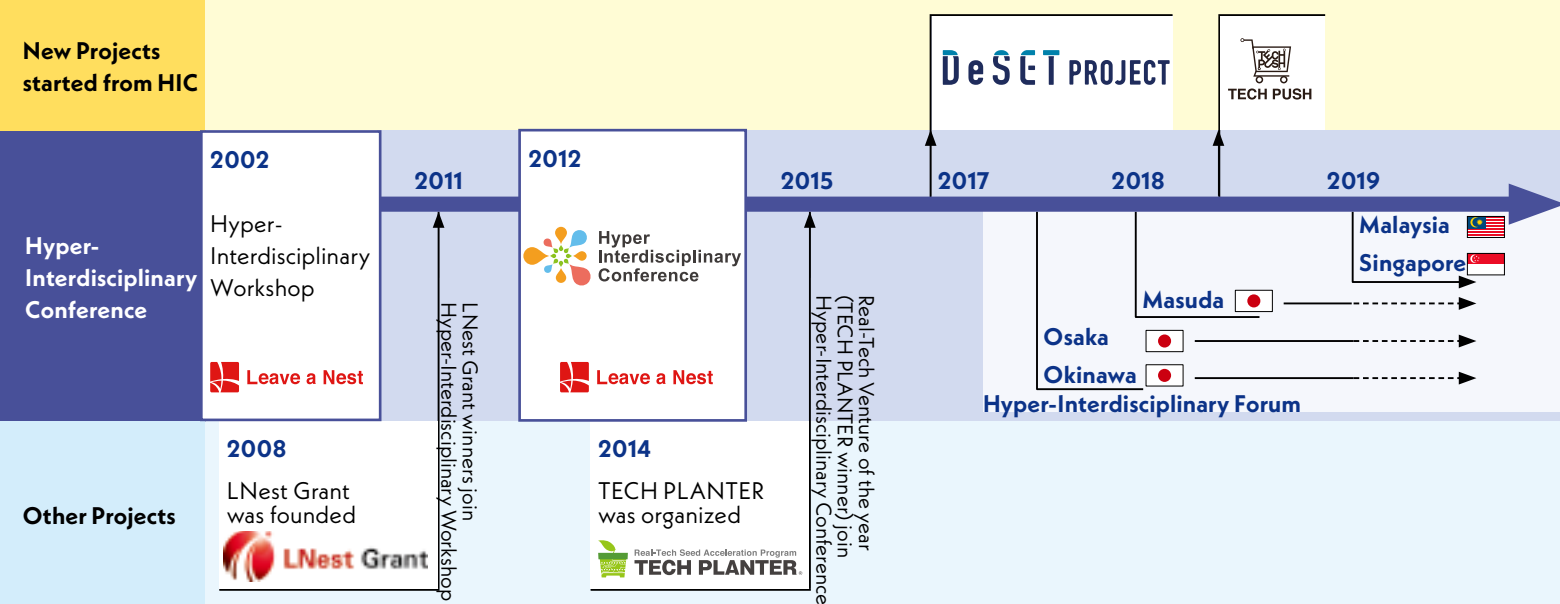 New Projects
started from HIC
DeSET PROJECT
TECH
PUSH
TECH PUSH
Hyper-
Interdisciplinary
Conference
2002
Hyper-
Interdisciplinary
Workshop
Leave a Nest
2011
LNest Grant winners join
Hyper-Interdisciplinary Workshop
2012
Hyper
Interdisciplinary
Conference
Leave a Nest
2015
Real-Tech Venture of the year
(TECH PLANTER winner) join
Hyper-Interdisciplinary Conference
2017
2018
2019
Malaysia
Singapore
Masuda
Osaka
Okinawa
Hyper-Interdisciplinary Forum
Other Projects
2008
LNest Grant
was founded
LNest Grant
2014
TECH PLANTER
was organized
Real-Tech Seed Acceleration Program
TECH PLANTER.